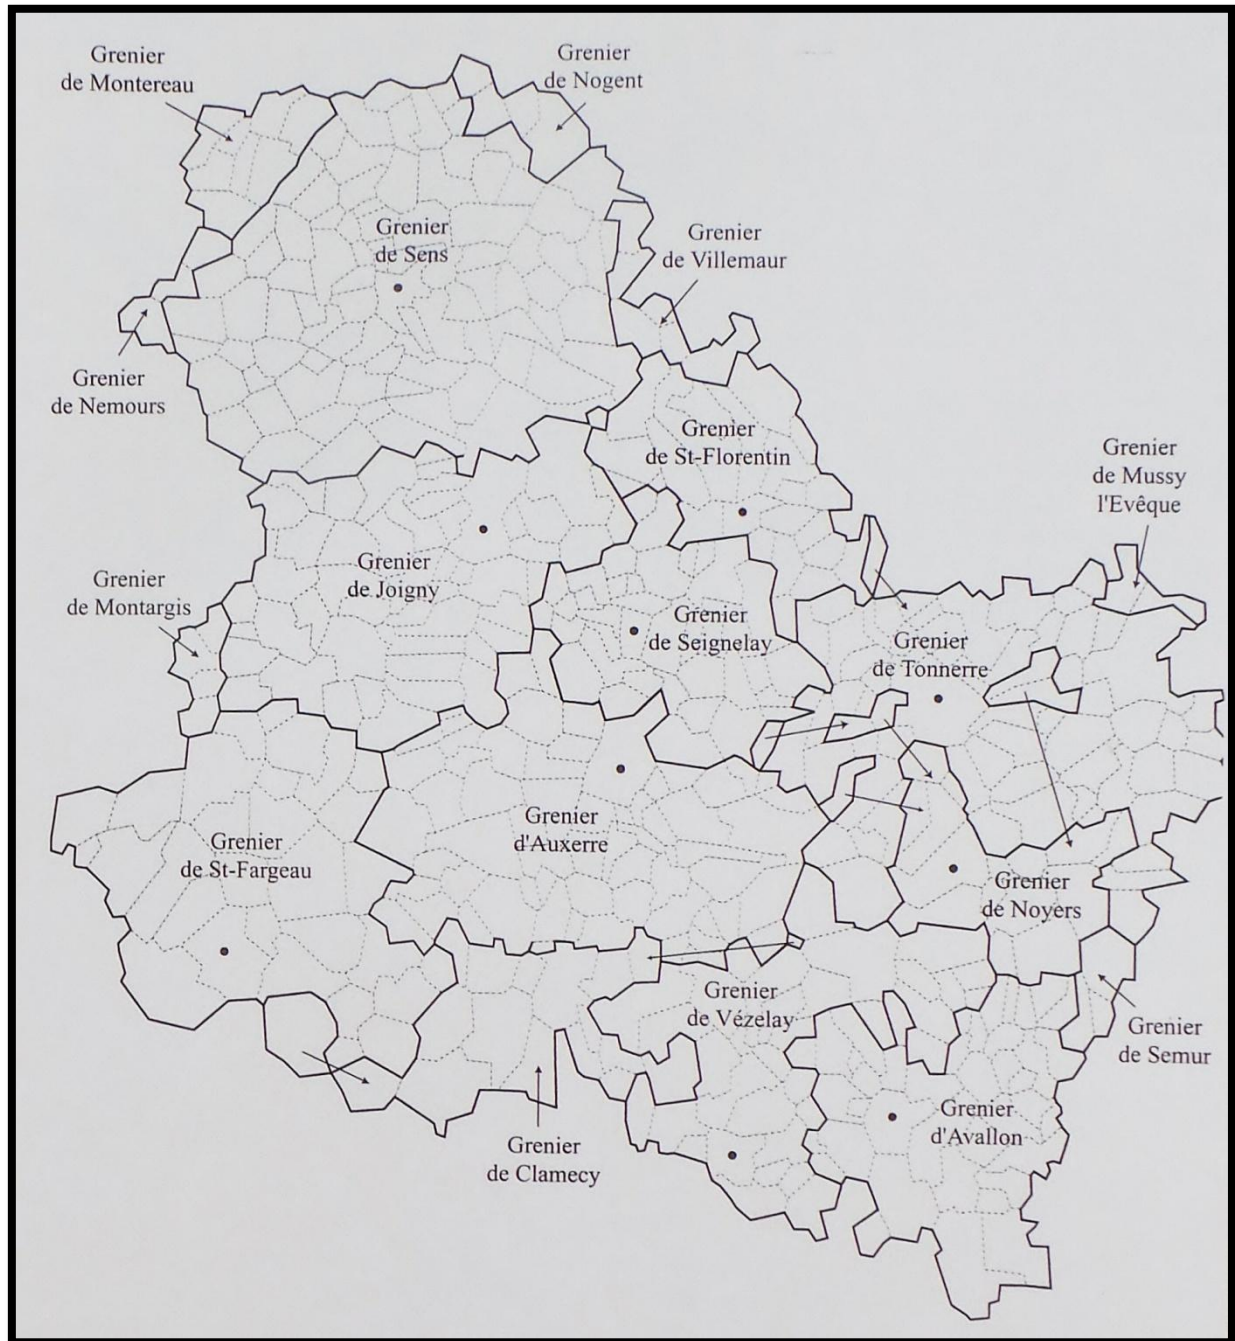 Grenier
de Montereau
Grenier
de Nogent
Grenier
de Sens
Grenier
de Villemaur
Grenier
de Nemours
Grenier
de St-Florentin
Grenier
de Mussy
l'Evêque
Grenier
de Joigny
Grenier
de Montargis
Grenier
de Seignelay
Grenier
de Tonnerre
Grenier
d'Auxerre
Grenier
de St-Fargeau
Grenier
de Noyers
Grenier
de Vézelay
Grenier
de Semur
Grenier
d'Avallon
Grenier
de Clamecy